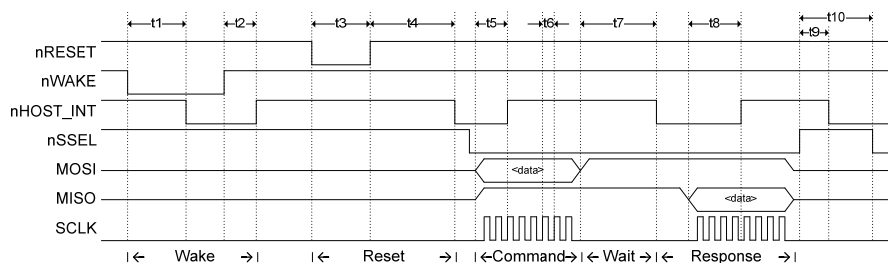 t1 t2 t3 t4 t5 t6 t7 t8 t10
t9
nRESET
nWAKE
nHOST_INT
nSSEL
MOSI <data>
MISO <data>
SCLK
Wake Reset Command Wait Response